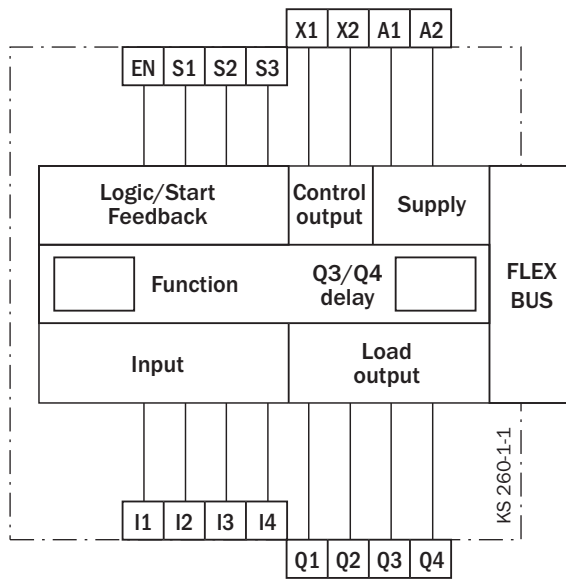 X1 X2 A1 A2
EN S1 S2 S3
Logic/Start
Feedback
Control
output
Supply
Function
Q3/Q4
delay
FLEX
BUS
Input
Load
output
KS 260-1-1
I1 I2 I3 I4
Q1 Q2 Q3 Q4